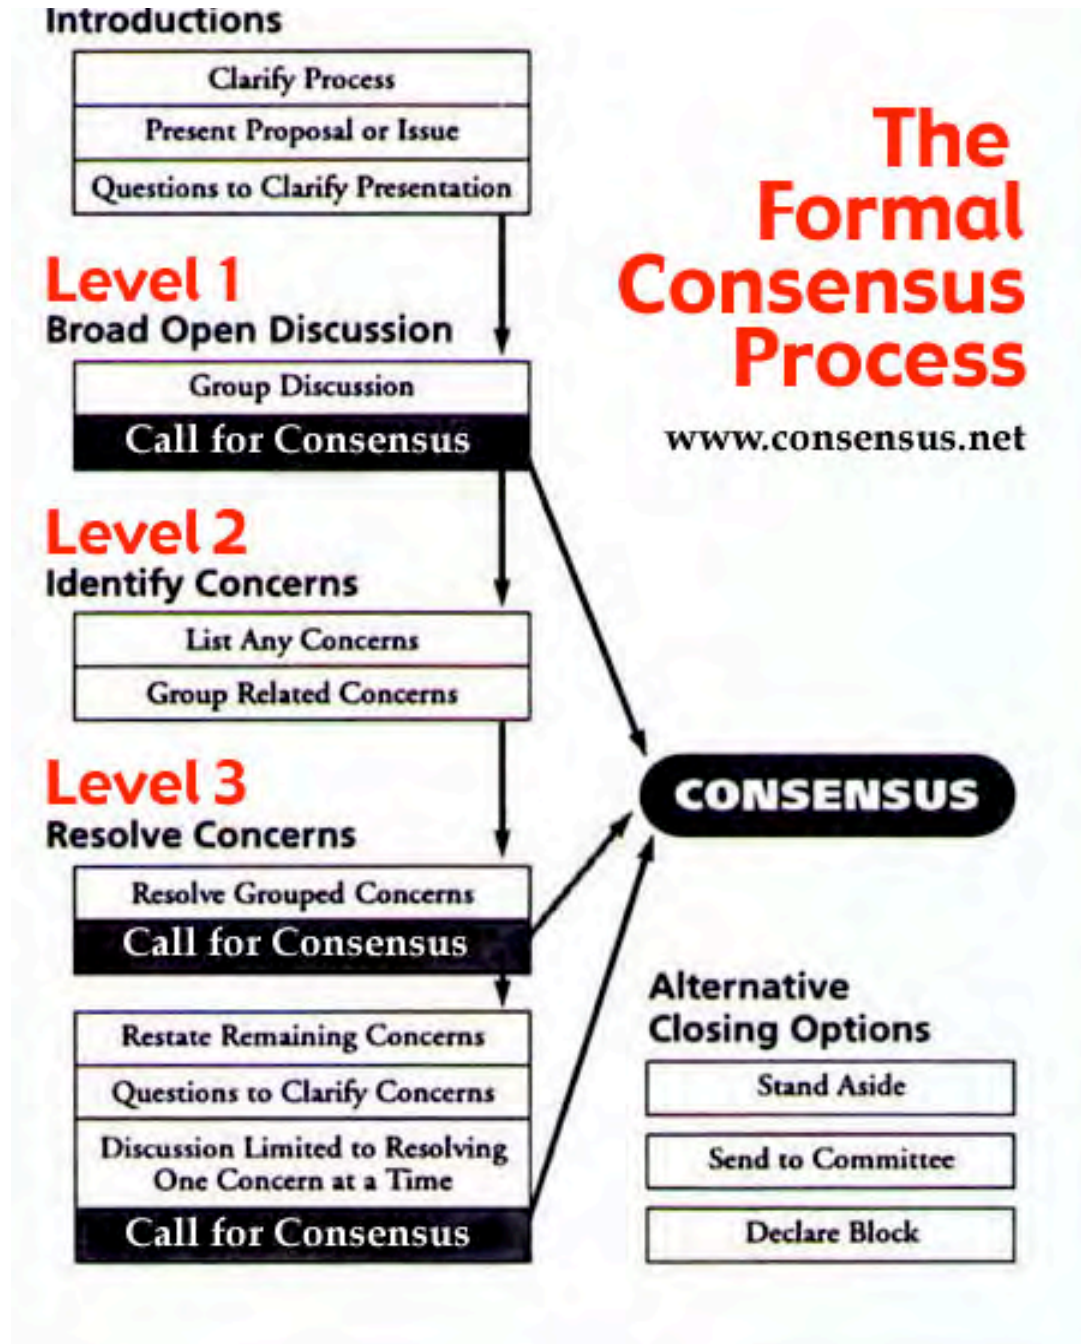 Introductions
Clarify Process
Present Proposal or Issue
Questions to Clarify Presentation
The
Formal
Consensus
Process
www.consensus.net
Level 1
Broad Open Discussion
Group Discussion
Call for Consensus
Level 2
Identify Concerns
List Any Concerns
Group Related Concerns
Level 3
Resolve Concerns
Resolve Grouped Concerns
Call for Consensus
Restate Remaining Concerns
Questions to Clarify Concerns
Discussion Limited to Resolving
One Concern at a Time
Call for Consensus
CONSENSUS
Alternative
Closing Options
Stand Aside
Send to Committee
Declare Block